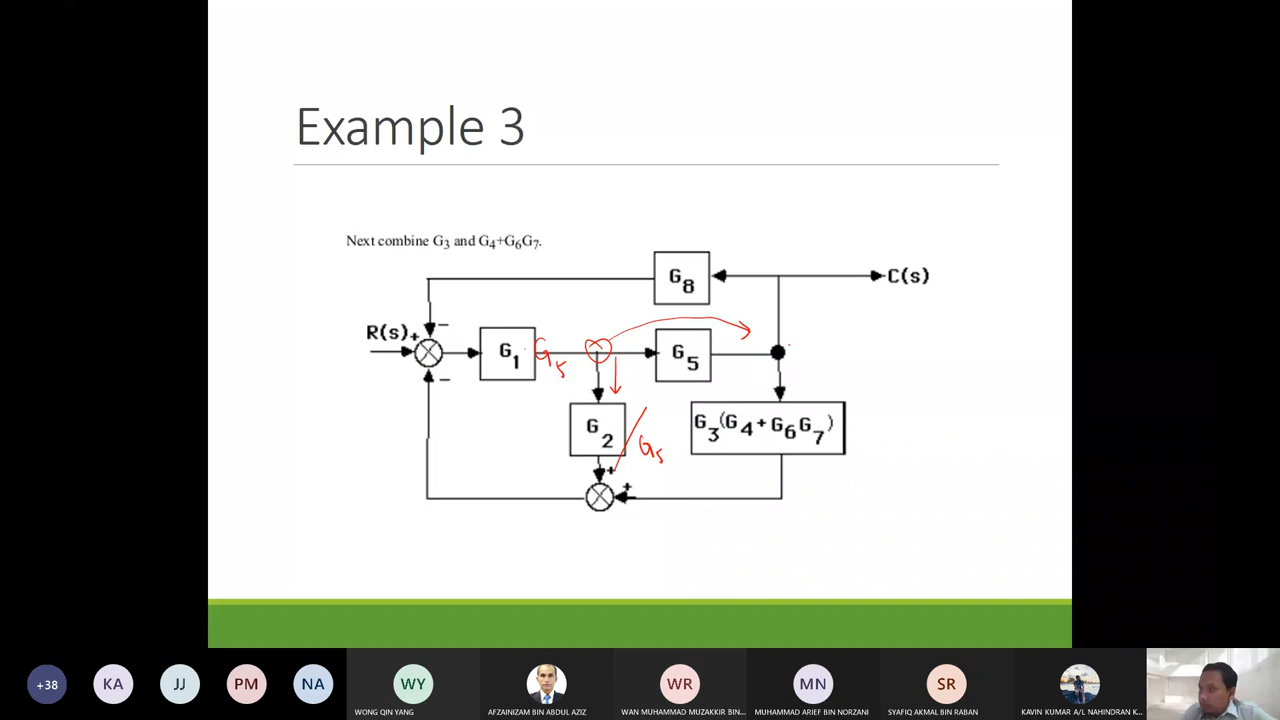 Example 3
Next combine G3 and G4+G6G7.
G8
C(s)
R(s)
+
−
G1
G5
G5
−
G2
G5
G3(G4+G6G7)
+
+
+38
KA
JJ
PM
NA
WY
WR
MN
SR
WONG QIN YANG
AFZAINIZAM BIN ABDUL AZIZ
WAN MUHAMMAD MUZAKKIR BIN...
MUHAMMAD ARIEF BIN NORZANI
SYAFIQ AKMAL BIN RABAN
KAVIN KUMAR A/L NAHINDRAN K...